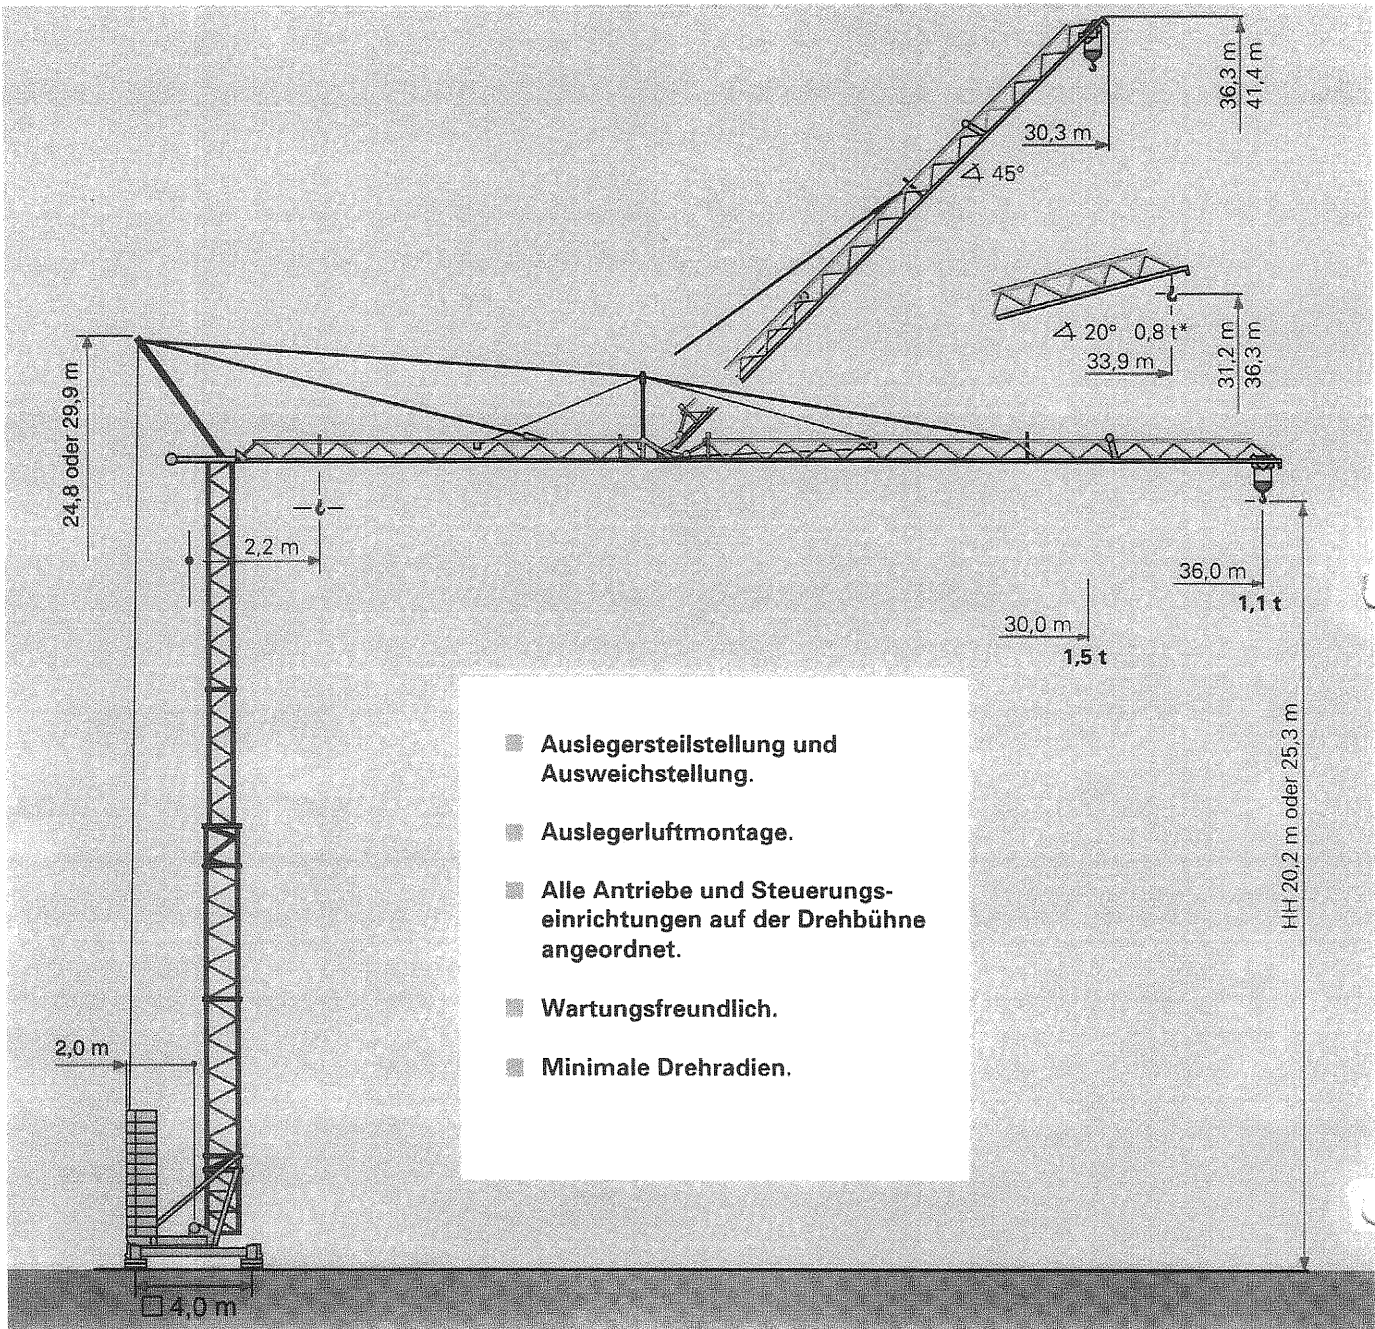 36,3 m
41,4 m
30,3 m
∡ 45°
∡ 20° 0,8 t*
33,9 m
31,2 m
36,3 m
24,8 oder 29,9 m
2,2 m
36,0 m
1,1 t
30,0 m
1,5 t
HH 20,2 m oder 25,3 m
Auslegersteilstellung und
Ausweichstellung.
Auslegerluftmontage.
Alle Antriebe und Steuerungs-
einrichtungen auf der Drehbühne
angeordnet.
Wartungsfreundlich.
Minimale Drehradien.
2,0 m
□ 4,0 m